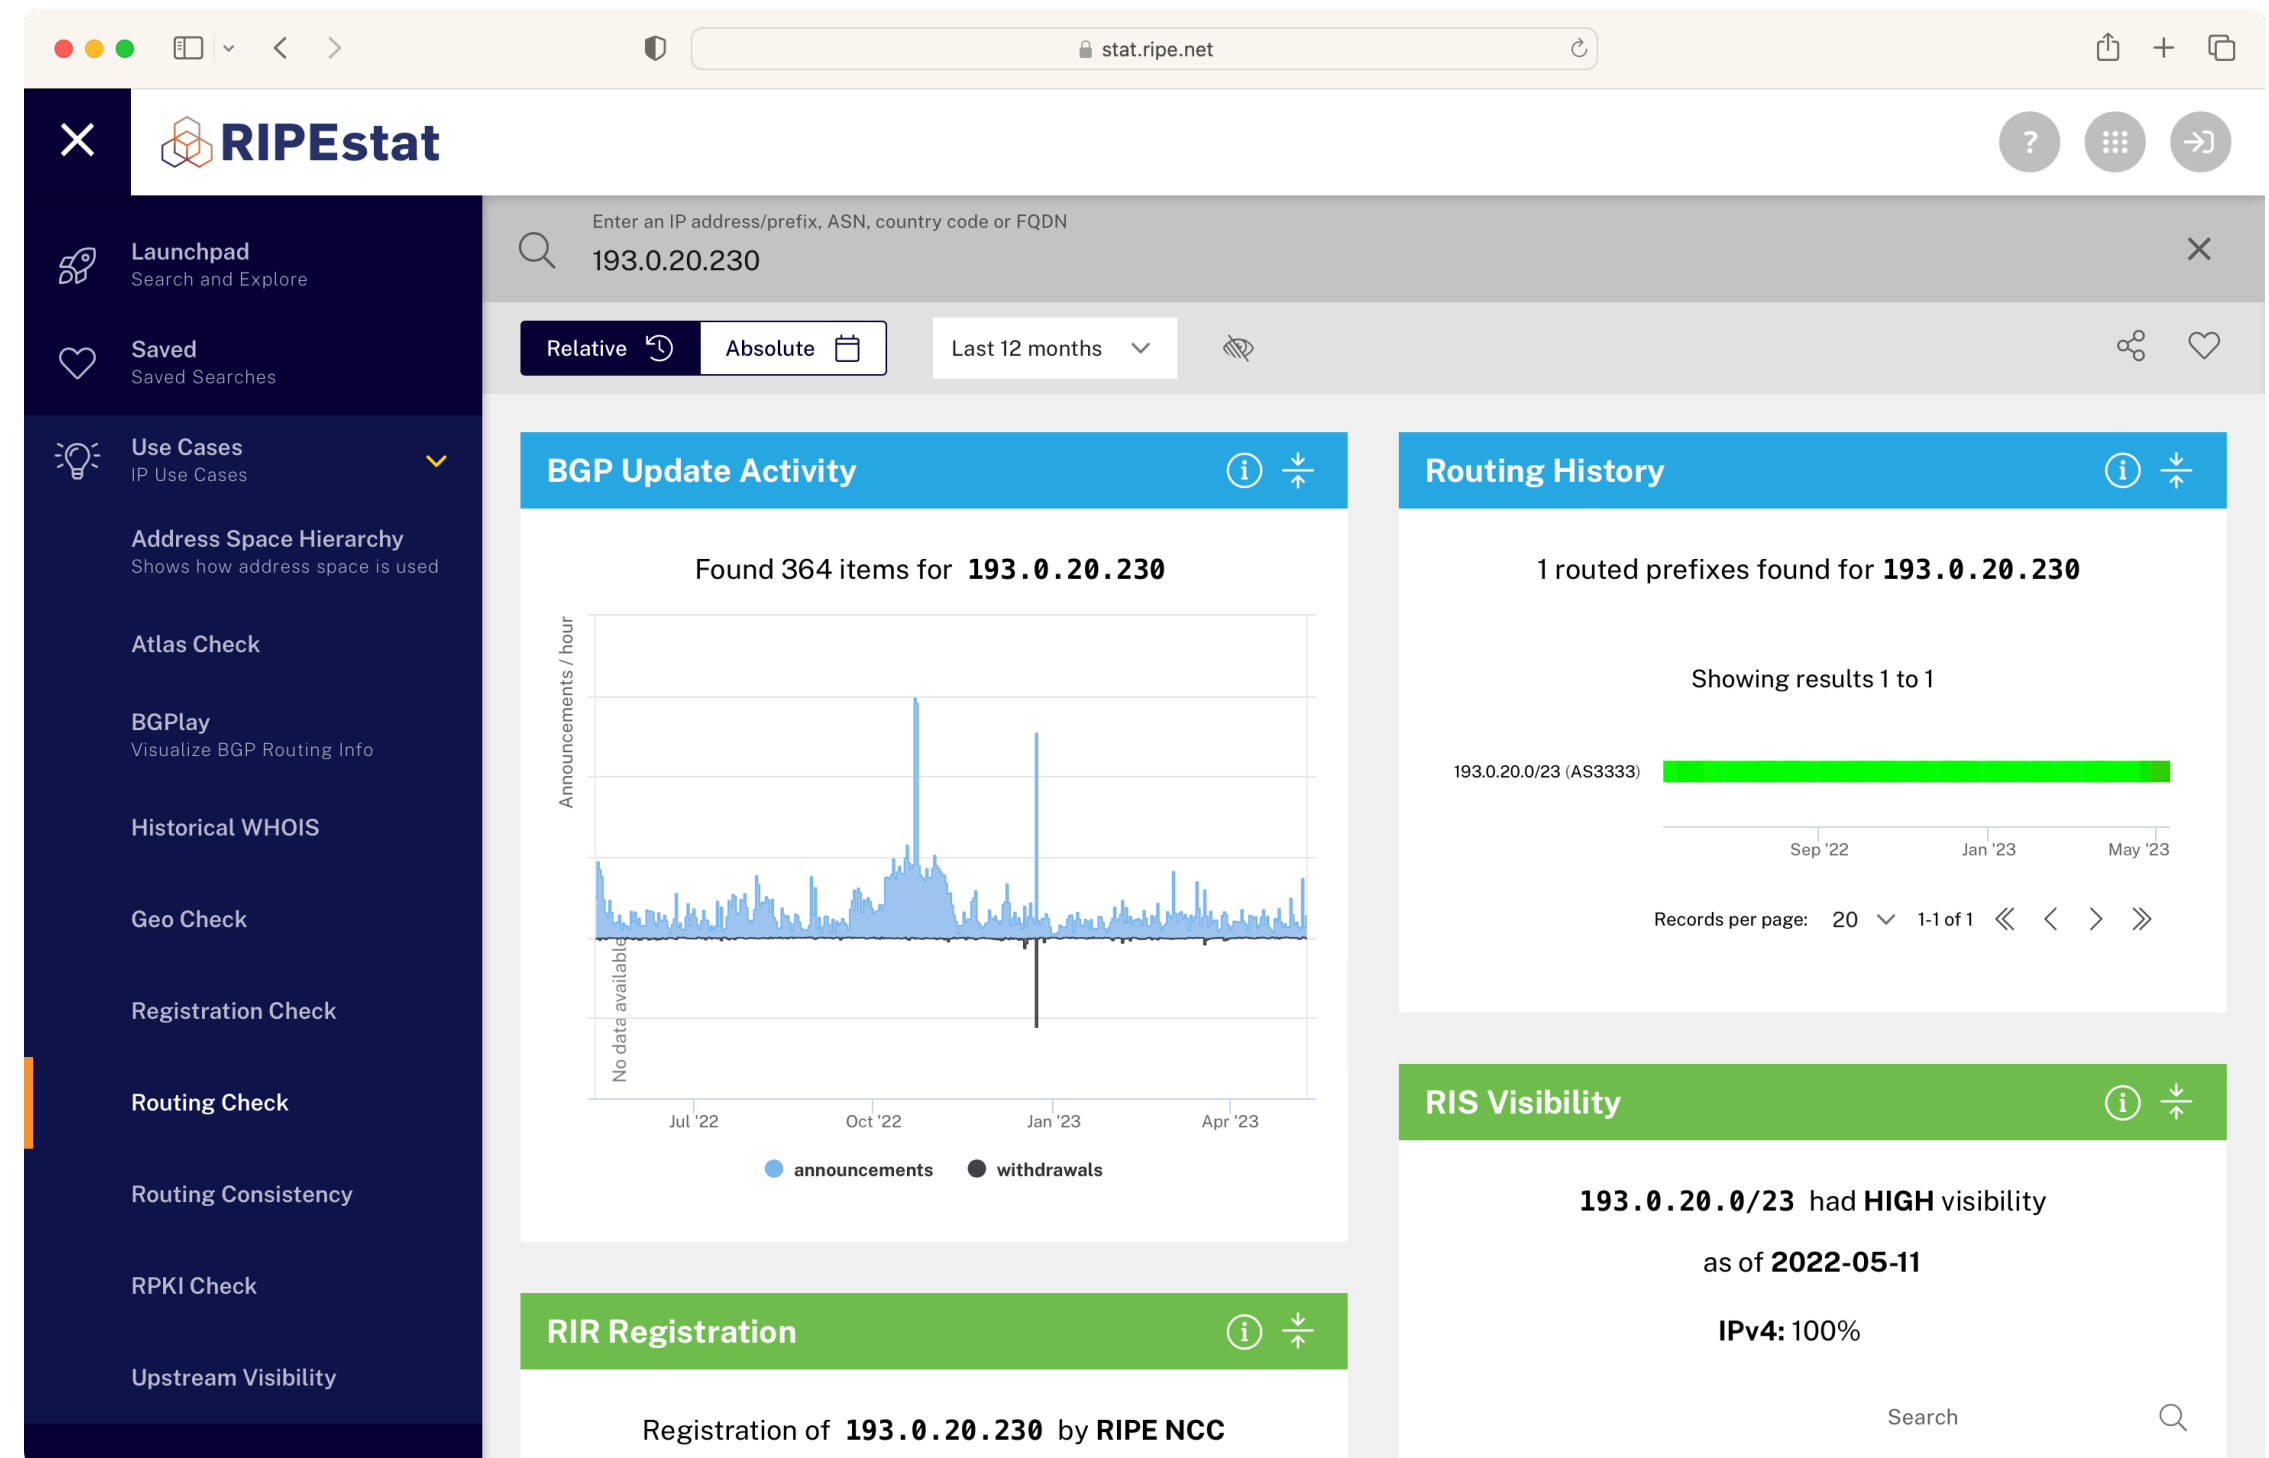 stat.ripe.net
RIPEstat
?
Launchpad
Search and Explore
Saved
Saved Searches
Use Cases
IP Use Cases
Address Space Hierarchy
Shows how address space is used
Atlas Check
BGPlay
Visualize BGP Routing Info
Historical WHOIS
Geo Check
Registration Check
Routing Check
Routing Consistency
RPKI Check
Upstream Visibility
Enter an IP address/prefix, ASN, country code or FQDN
193.0.20.230
Relative
Absolute
Last 12 months
BGP Update Activity
Found 364 items for 193.0.20.230
Announcements / hour
No data available
Jul '22 Oct '22 Jan '23 Apr '23
announcements withdrawals
RIR Registration
Registration of 193.0.20.230 by RIPE NCC
Routing History
1 routed prefixes found for 193.0.20.230
Showing results 1 to 1
193.0.20.0/23 (AS3333)
Sep '22 Jan '23 May '23
Records per page: 20 1-1 of 1
RIS Visibility
193.0.20.0/23 had HIGH visibility
as of 2022-05-11
IPv4: 100%
Search